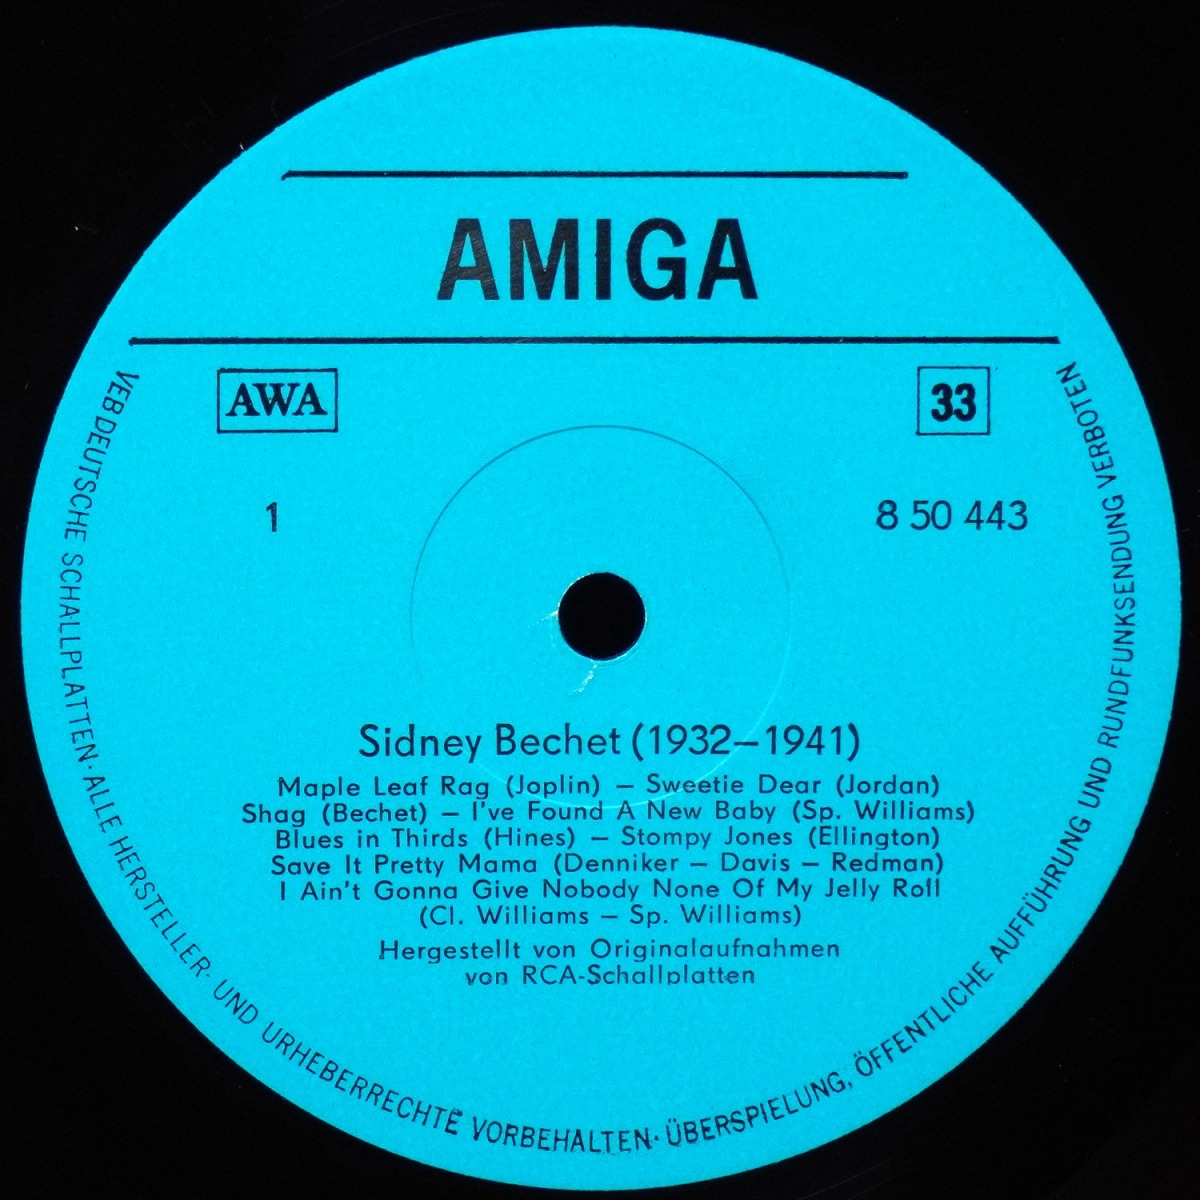 AMIGA
AWA
33
1
8 50 443
Sidney Bechet (1932–1941)
Maple Leaf Rag (Joplin) – Sweetie Dear (Jordan)
Shag (Bechet) – I've Found A New Baby (Sp. Williams)
Blues in Thirds (Hines) – Stompy Jones (Ellington)
Save It Pretty Mama (Denniker – Davis – Redman)
I Ain't Gonna Give Nobody None Of My Jelly Roll
(Cl. Williams – Sp. Williams)
Hergestellt von Originalaufnahmen
von RCA-Schallplatten
VEB DEUTSCHE SCHALLPLATTEN · ALLE HERSTELLER- UND URHEBERRECHTE VORBEHALTEN · ÜBERSPIELUNG, ÖFFENTLICHE AUFFÜHRUNG UND RUNDFUNKSENDUNG VERBOTEN